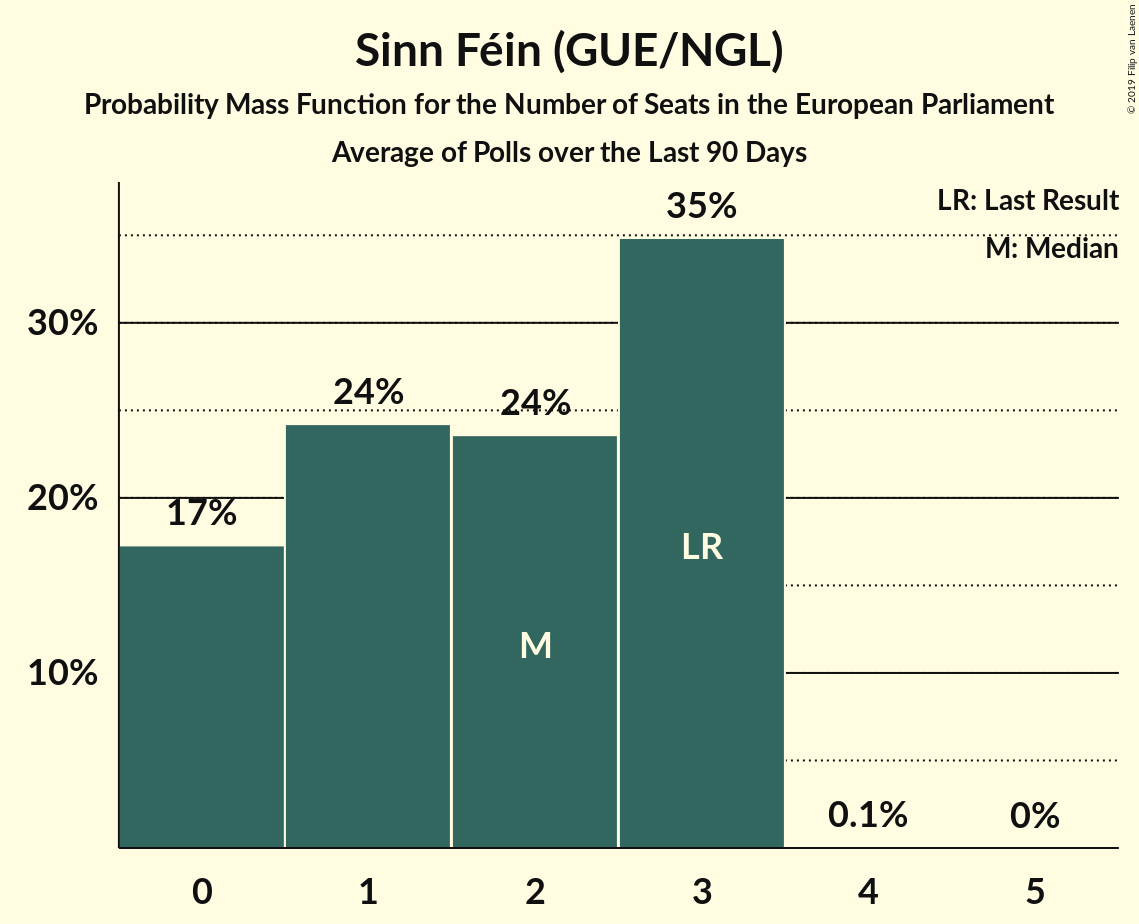 Sinn Féin (GUE/NGL)
Probability Mass Function for the Number of Seats in the European Parliament
Average of Polls over the Last 90 Days
© 2019 Filip van Laenen
LR: Last Result
M: Median
35%
30%
24%
24%
20%
17%
LR
M
10%
0.1%
0%
0
1
2
3
4
5